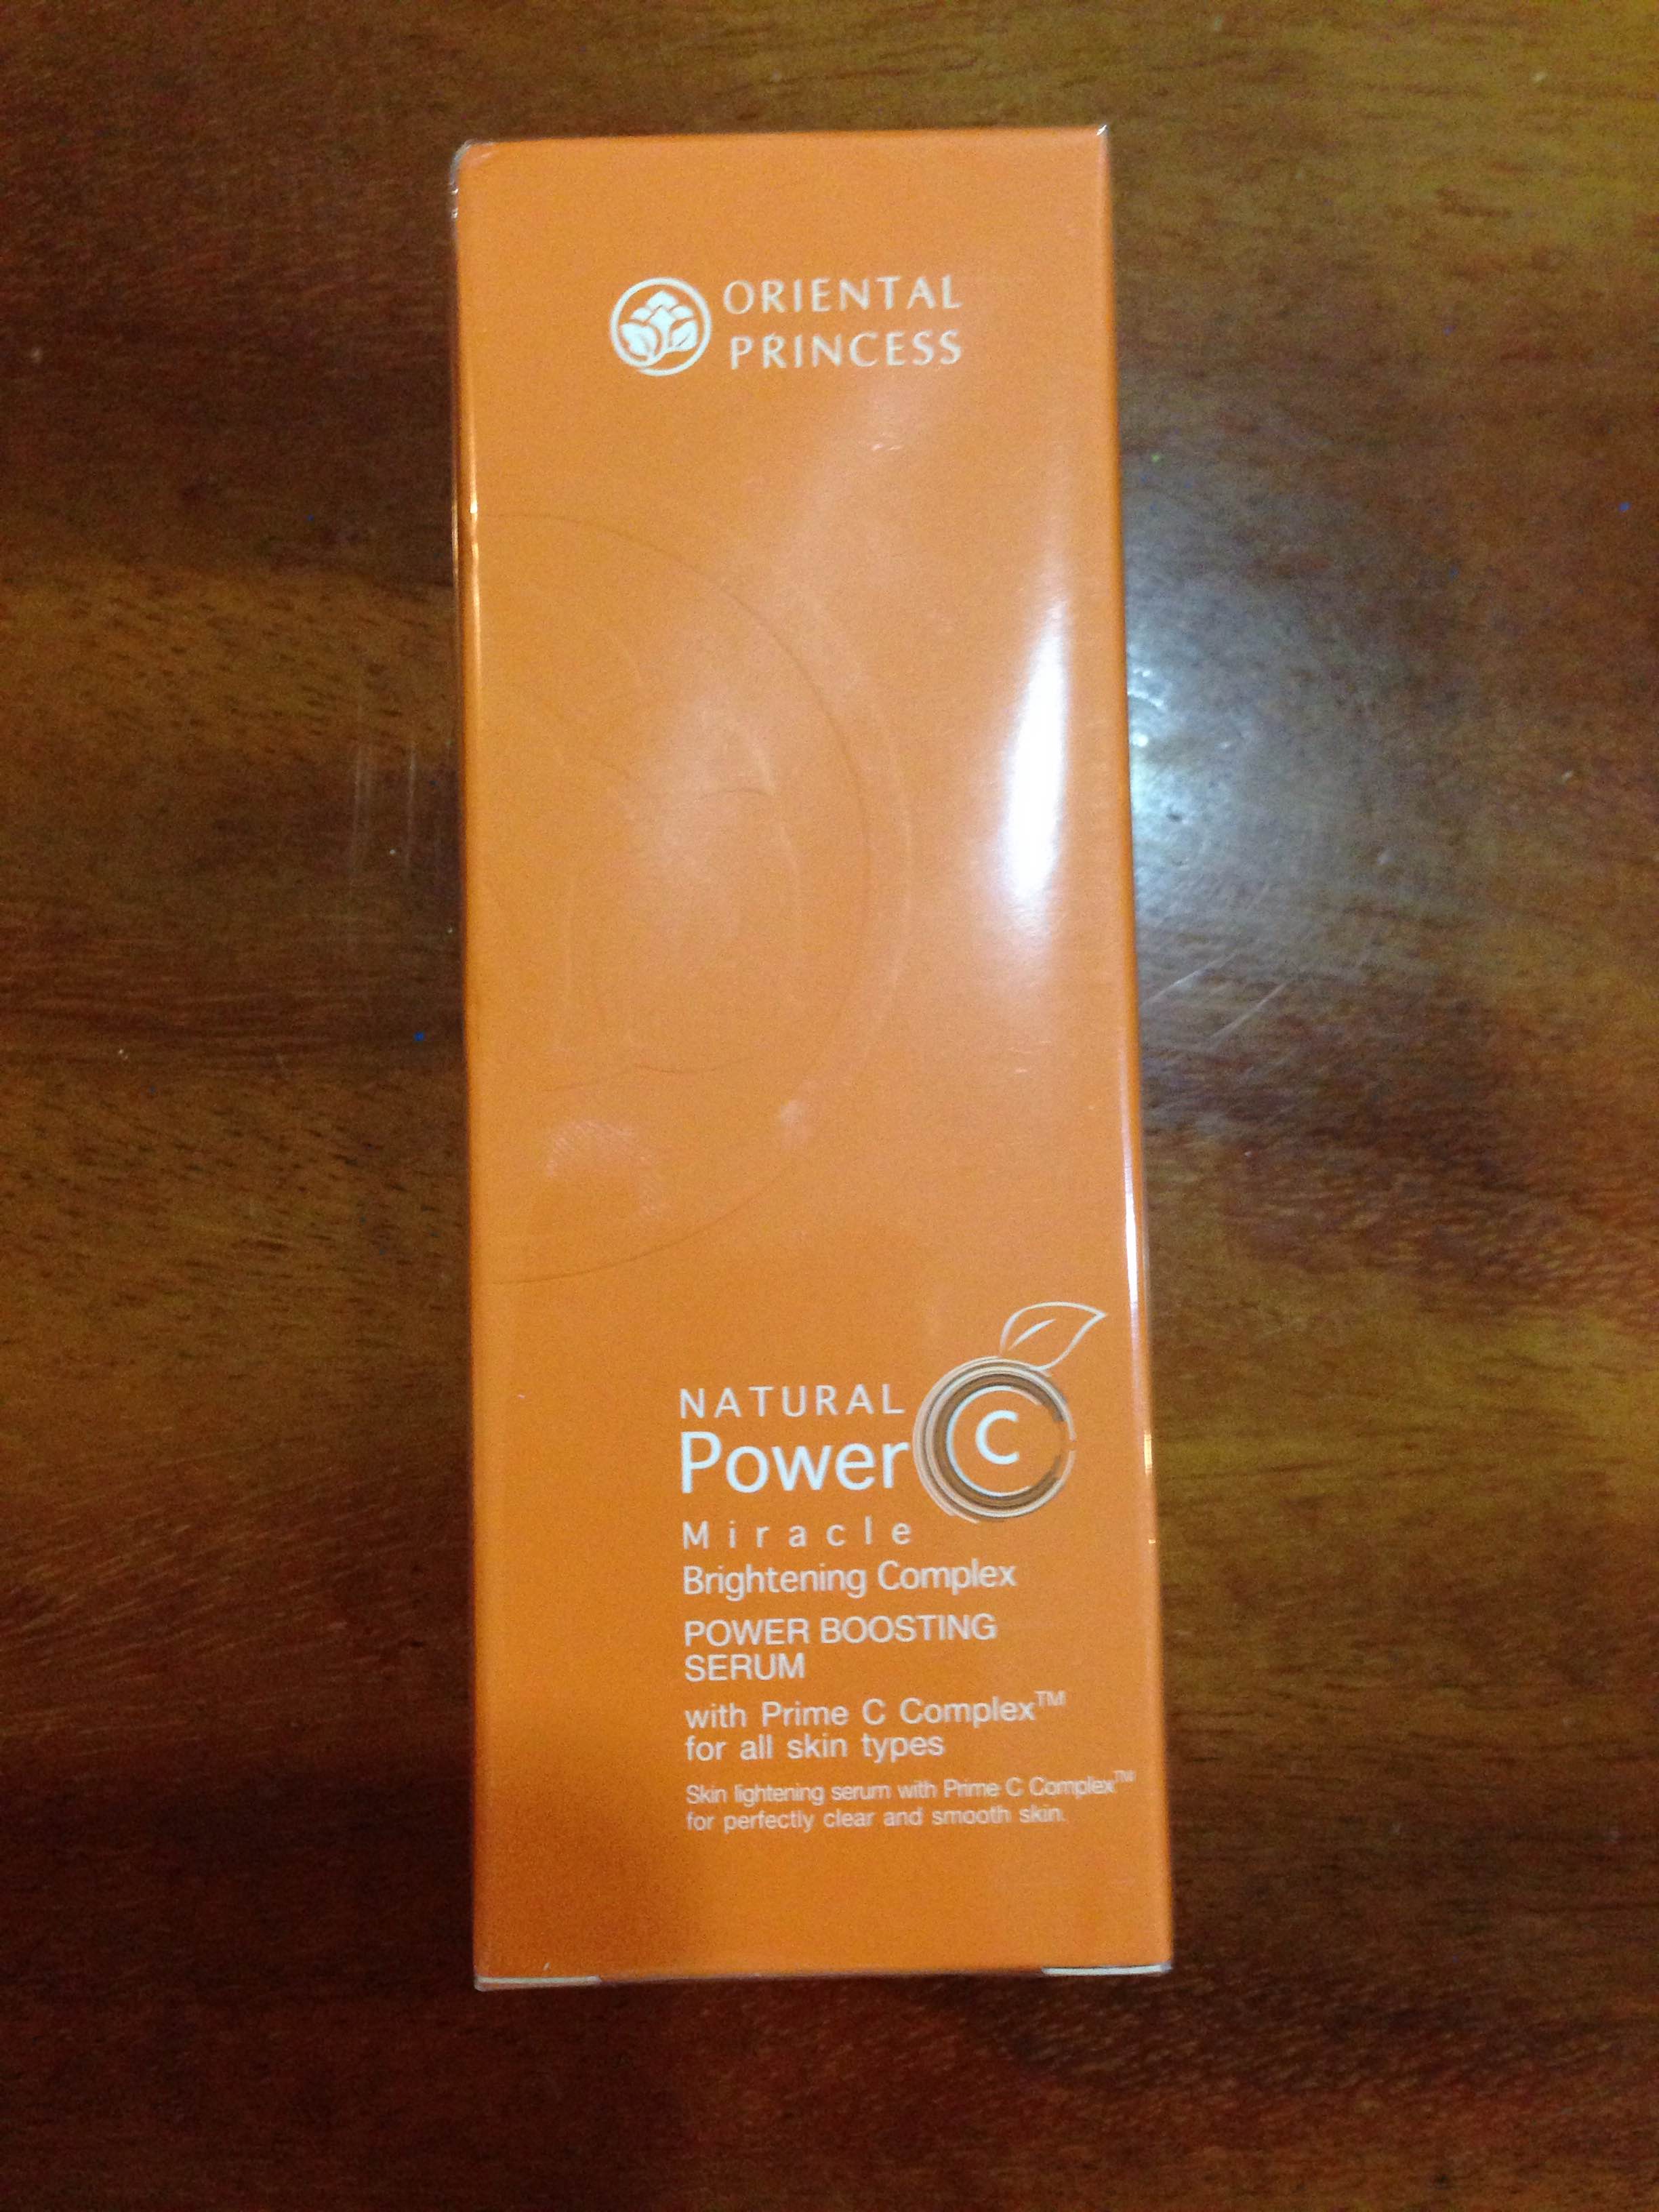 ORIENTAL
PRINCESS
NATURAL
Power C
Miracle
Brightening Complex
POWER BOOSTING
SERUM
with Prime C Complex™
for all skin types
Skin lightening serum with Prime C Complex™
for perfectly clear and smooth skin.